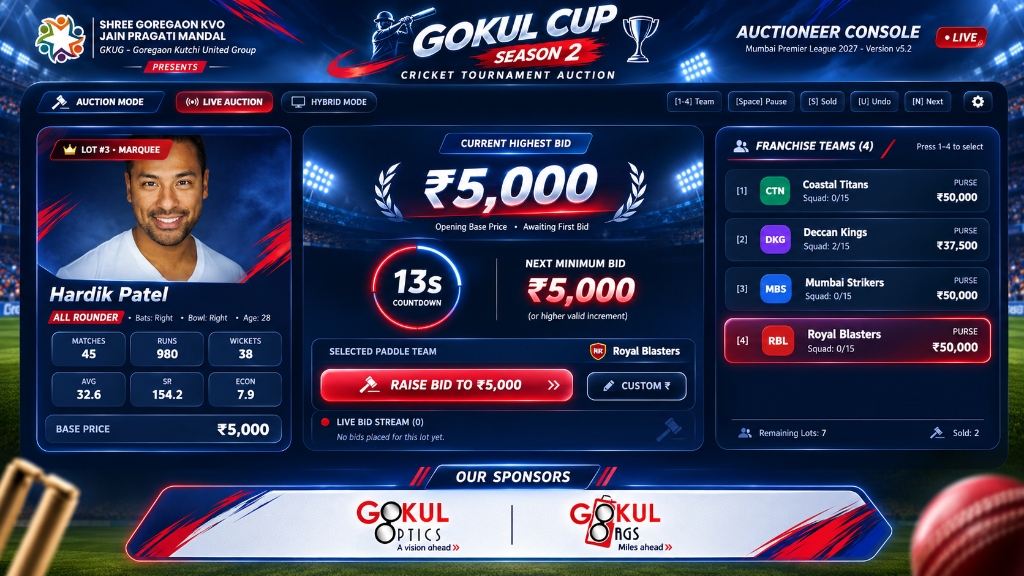 SHREE GOREGAON KVO
JAIN PRAGATI MANDAL
GKUG - Goregaon Kutchi United Group
PRESENTS
GOKUL CUP
SEASON 2
CRICKET TOURNAMENT AUCTION
AUCTIONEER CONSOLE
Mumbai Premier League 2027 - Version v5.2
• LIVE
AUCTION MODE
LIVE AUCTION
HYBRID MODE
[1-4] Team
[Space] Pause
[S] Sold
[U] Undo
[N] Next
LOT #3 • MARQUEE
Hardik Patel
ALL ROUNDER • Bats: Right • Bowl: Right • Age: 28
MATCHES
45
RUNS
980
WICKETS
38
AVG
32.6
SR
154.2
ECON
7.9
BASE PRICE ₹5,000
CURRENT HIGHEST BID
₹5,000
Opening Base Price • Awaiting First Bid
13s
COUNTDOWN
NEXT MINIMUM BID
₹5,000
(or higher valid increment)
SELECTED PADDLE TEAM
RR Royal Blasters
RAISE BID TO ₹5,000 >>
CUSTOM ₹
LIVE BID STREAM (0)
No bids placed for this lot yet.
FRANCHISE TEAMS (4)
Press 1-4 to select
[1] CTN Coastal Titans
Squad: 0/15
PURSE
₹50,000
[2] DKG Deccan Kings
Squad: 2/15
PURSE
₹37,500
[3] MBS Mumbai Strikers
Squad: 0/15
PURSE
₹50,000
[4] RBL Royal Blasters
Squad: 0/15
PURSE
₹50,000
Remaining Lots: 7
Sold: 2
OUR SPONSORS
GOKUL
OPTICS
A vision ahead >>
GOKUL
BAGS
Miles ahead >>